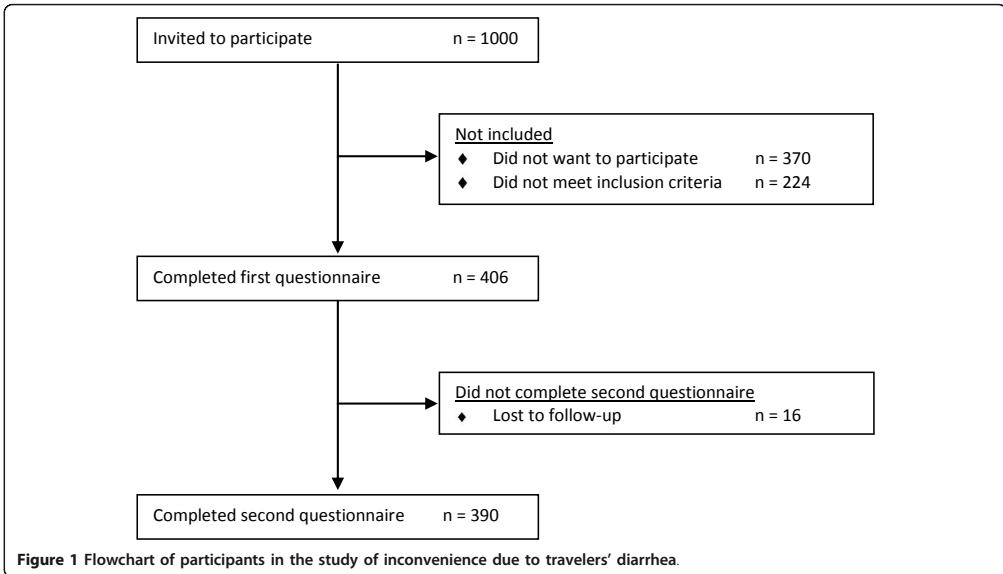 Invited to participate n = 1000
Not included
♦ Did not want to participate n = 370
♦ Did not meet inclusion criteria n = 224
Completed first questionnaire n = 406
Did not complete second questionnaire
♦ Lost to follow-up n = 16
Completed second questionnaire n = 390
Figure 1 Flowchart of participants in the study of inconvenience due to travelers’ diarrhea.